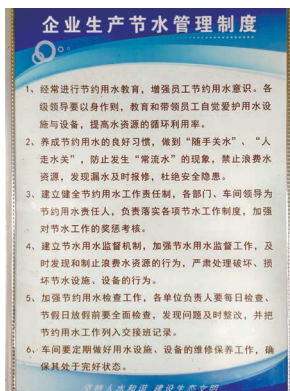 企业生产节水管理制度
1、经常进行节约用水教育，增强员工节约用水意识。各
级领导要以身作则，教育和带领员工自觉爱护用水设
施与设备，提高水资源的循环利用率。
2、养成节约用水的良好习惯，做到“随手关水”、“人
走水关”，防止发生“常流水”的现象，禁止浪费水
资源，发现漏水及时报修，杜绝安全隐患。
3、建立健全节约用水工作责任制，各部门、车间领导为
节约用水责任人，负责落实各项节水工作制度，加强
对节水工作的奖惩考核。
4、建立节水用水监督机制，加强节水用水监督工作，及
时发现和制止浪费水资源的行为，严肃处理破坏、损
坏节水设施、设备的行为。
5、加强节约用水检查工作，各单位负责人要每日检查、
节假日放假前要全面检查，发现问题及时整改，并把
节约用水工作列入交接班记录。
6、车间要定期做好用水设施、设备的维修保养工作，确
保其处于完好状态。
坚持人水和谐 建设生态文明